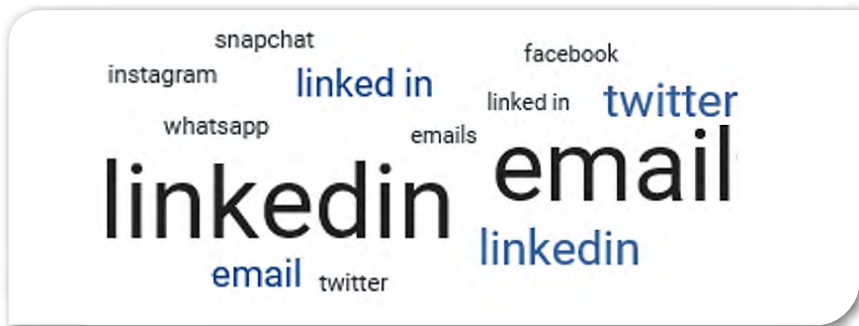 snapchat
facebook
instagram
linked in
linked in
twitter
whatsapp
emails
email
linkedin
linkedin
email
twitter